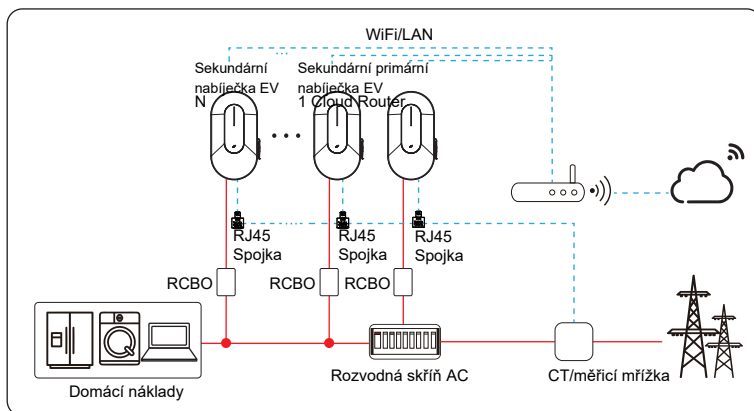 WiFi/LAN
...
Sekundární
nabíječka EV
N
Sekundární primární
nabíječka EV
1 Cloud Router
...
RJ45
Spojka
RJ45
Spojka
RJ45
Spojka
RCBO
RCBO
RCBO
Domácí náklady
Rozvodná skříň AC
CT/měřicí mřížka